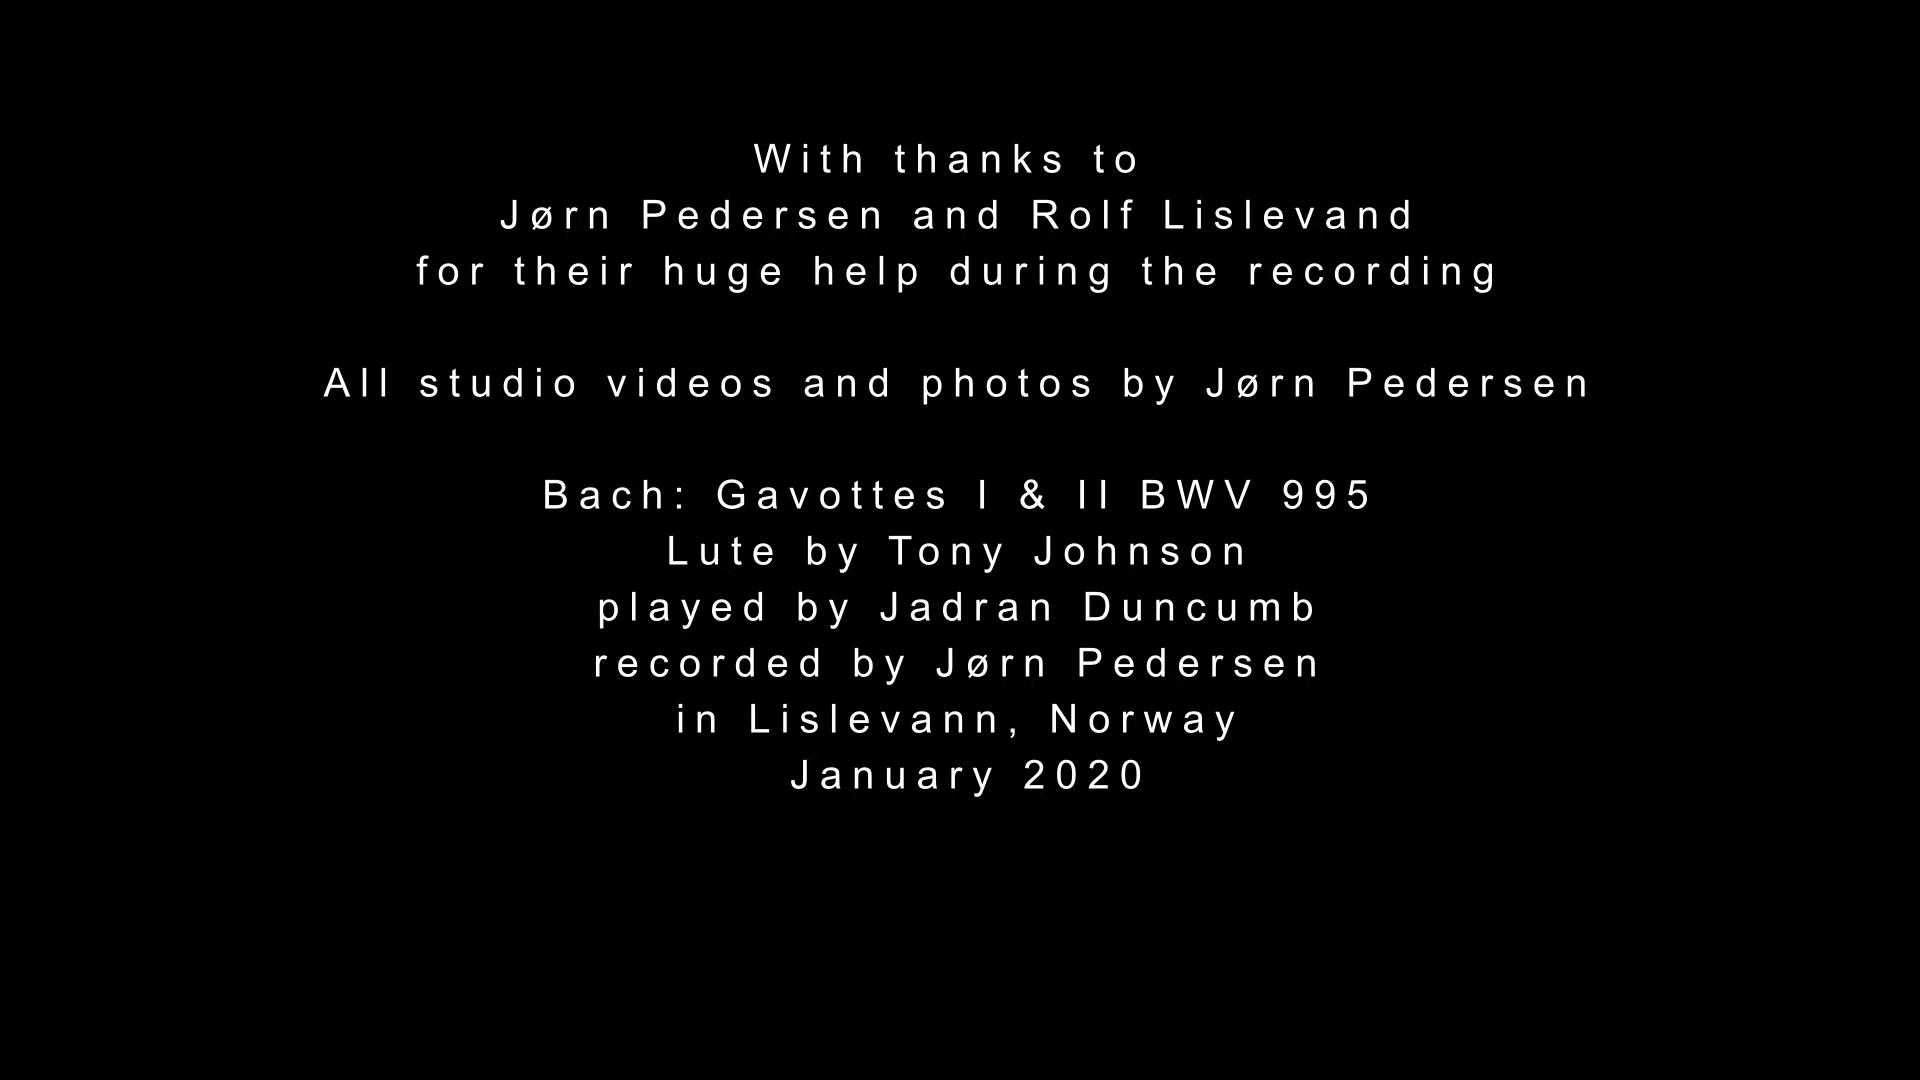 With thanks to
Jørn Pedersen and Rolf Lislevand
for their huge help during the recording
All studio videos and photos by Jørn Pedersen
Bach: Gavottes I & II BWV 995
Lute by Tony Johnson
played by Jadran Duncumb
recorded by Jørn Pedersen
in Lislevann, Norway
January 2020